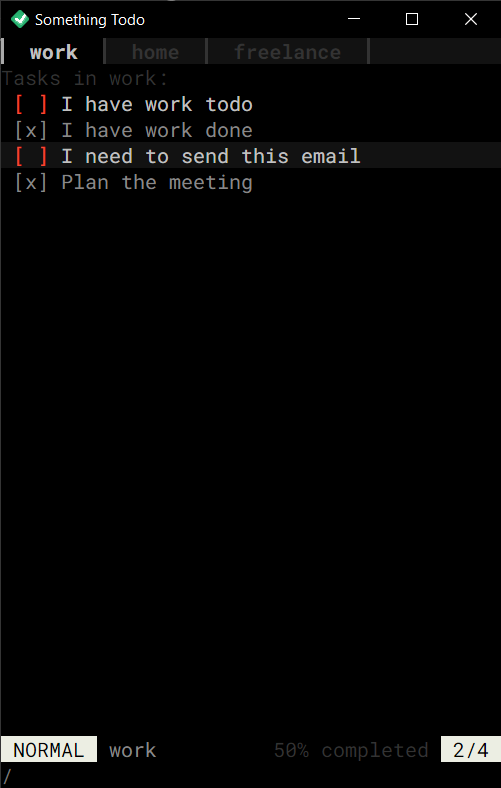 Something Todo
work home freelance
Tasks in work:
[ ] I have work todo
[x] I have work done
[ ] I need to send this email
[x] Plan the meeting
NORMAL work 50% completed 2/4
/